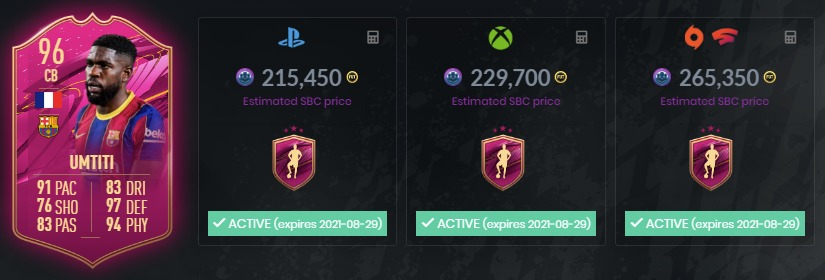 96
CB
UMTITI
91 PAC 83 DRI
76 SHO 97 DEF
83 PAS 94 PHY
beko
215,450
Estimated SBC price
ACTIVE (expires 2021-08-29)
229,700
Estimated SBC price
ACTIVE (expires 2021-08-29)
265,350
Estimated SBC price
ACTIVE (expires 2021-08-29)